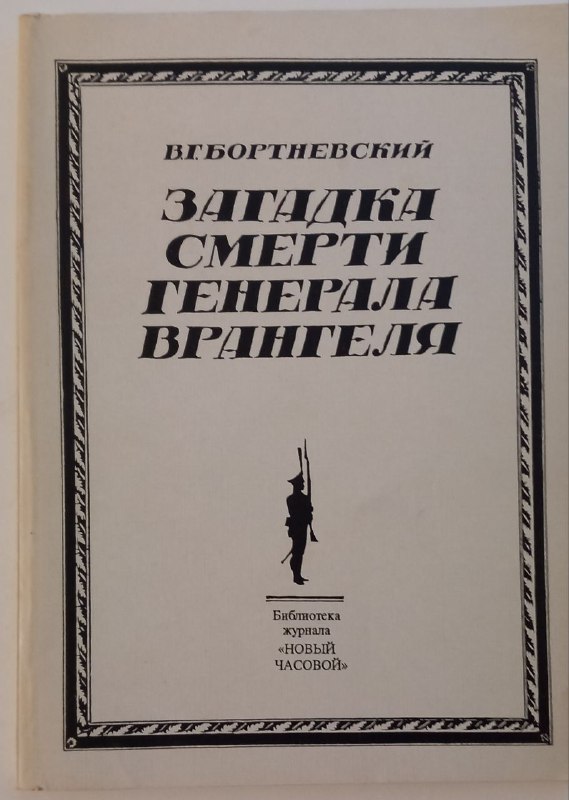 В.Г.БОРТНЕВСКИЙ
ЗАГАДКА
СМЕРТИ
ГЕНЕРАЛА
ВРАНГЕЛЯ
Библиотека
журнала
«НОВЫЙ
ЧАСОВОЙ»